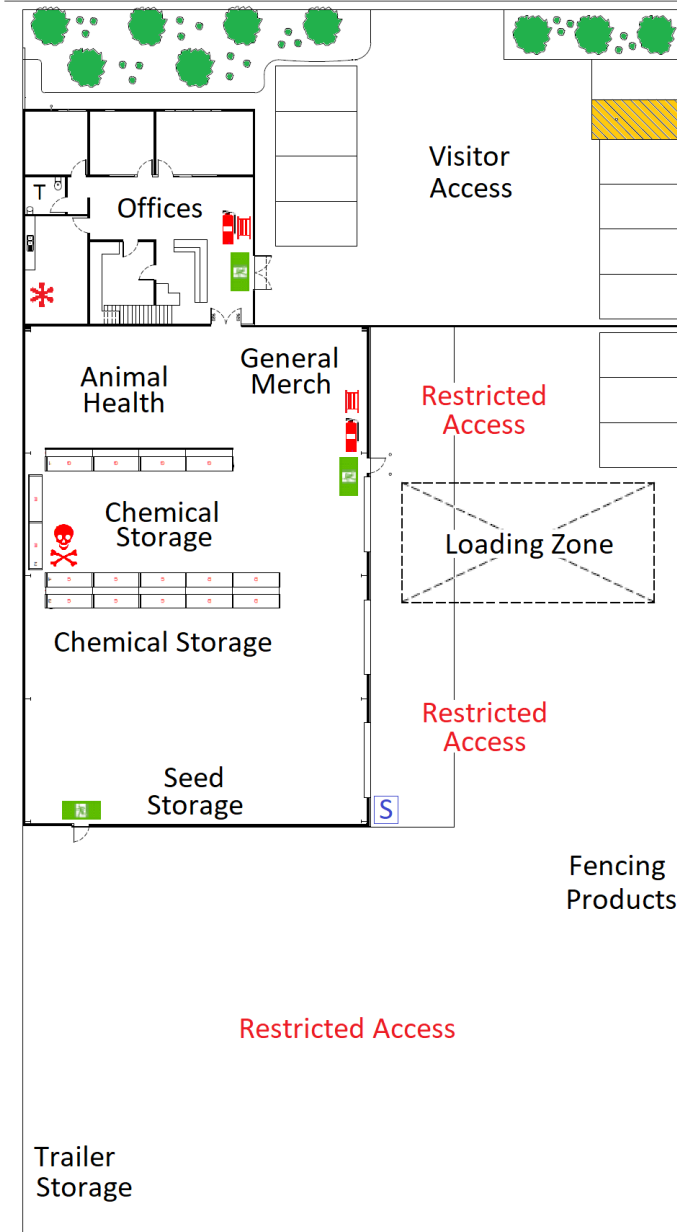 Visitor
Access
T
Offices
General
Merch
Animal
Health
Restricted
Access
Chemical
Storage
Loading Zone
Chemical Storage
Restricted
Access
Seed
Storage
S
Fencing
Products
Restricted Access
Trailer
Storage